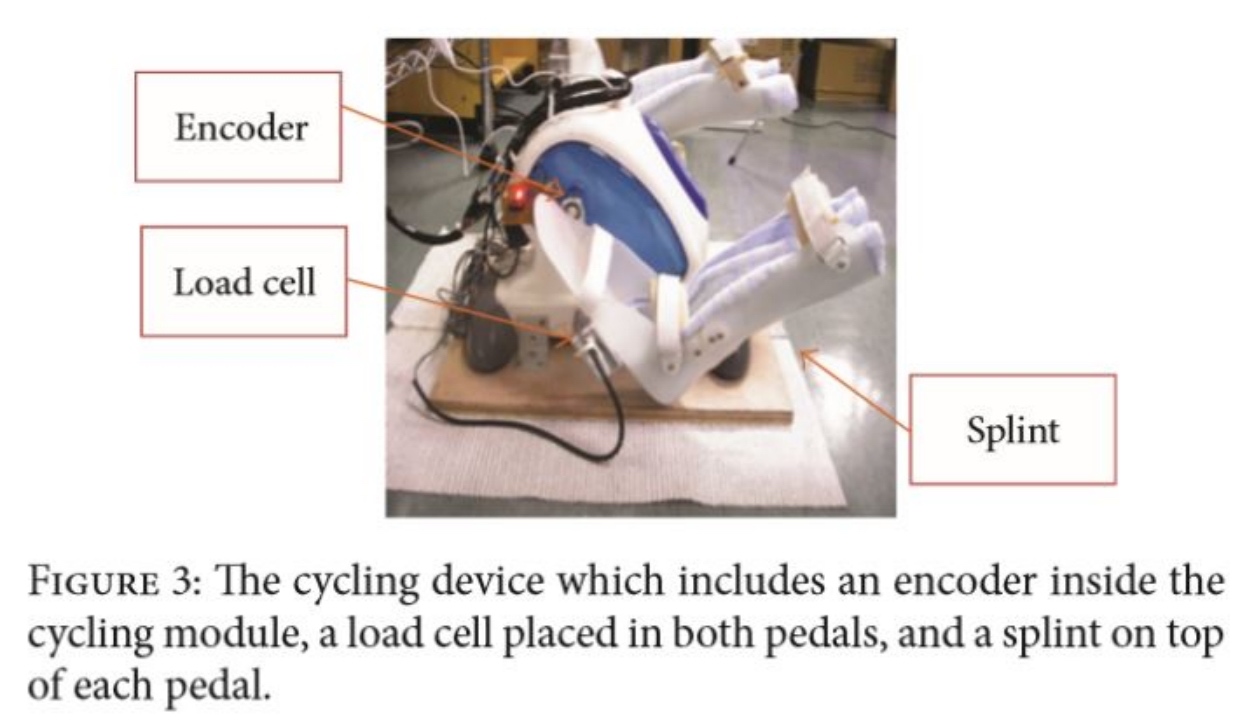 Encoder
Load cell
Splint
FIGURE 3: The cycling device which includes an encoder inside the
cycling module, a load cell placed in both pedals, and a splint on top
of each pedal.